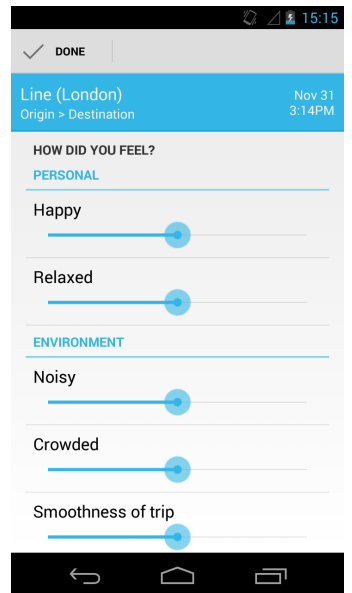 15:15
DONE
Line (London) Nov 31
Origin > Destination 3:14PM
HOW DID YOU FEEL?
PERSONAL
Happy
Relaxed
ENVIRONMENT
Noisy
Crowded
Smoothness of trip